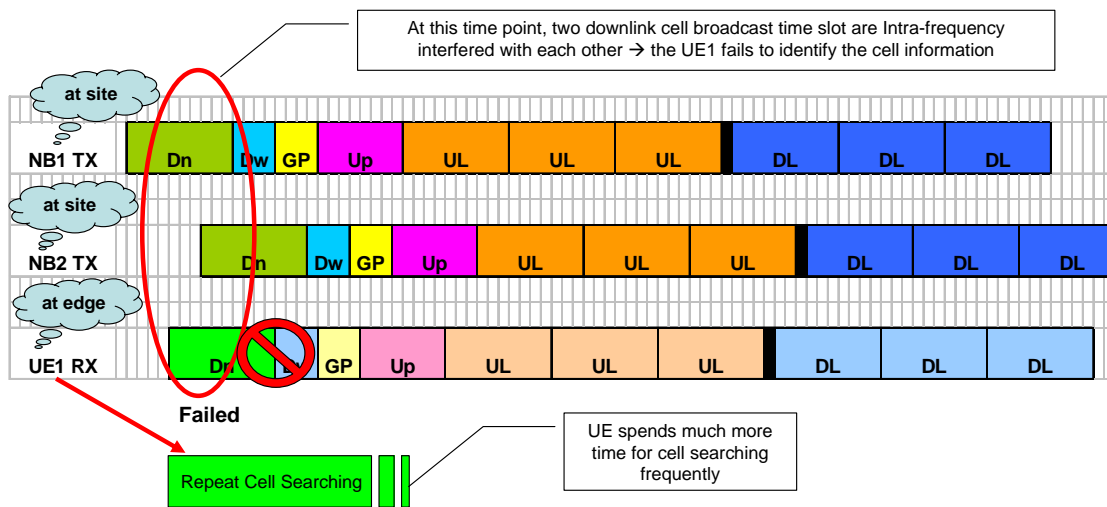 At this time point, two downlink cell broadcast time slot are Intra-frequency
interfered with each other → the UE1 fails to identify the cell information
at site
NB1 TX
Dn Dw GP Up UL UL UL DL DL DL
at site
NB2 TX
Dn Dw GP Up UL UL UL DL DL DL
at edge
UE1 RX
Dn Dw GP Up UL UL UL DL DL DL
Failed
Repeat Cell Searching
UE spends much more
time for cell searching
frequently